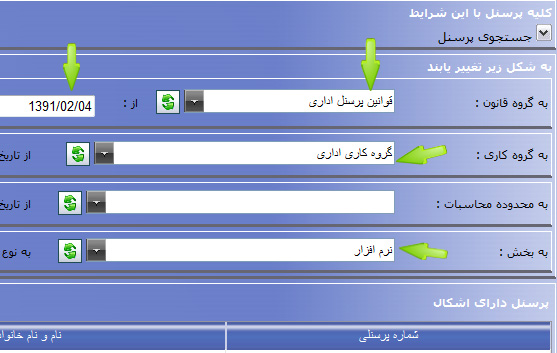 کلیه پرسنل با این شرایط
جستجوی پرسنل
به شکل زیر تغییر یابند
به گروه قانون : قوانین پرسنل اداری از : 1391/02/04
به گروه کاری : گروه کاری اداری از تاریخ
به محدوده محاسبات : از تاریخ
به بخش : نرم افزار به نوع
پرسنل دارای اشکال
شماره پرسنلی نام و نام خانواد